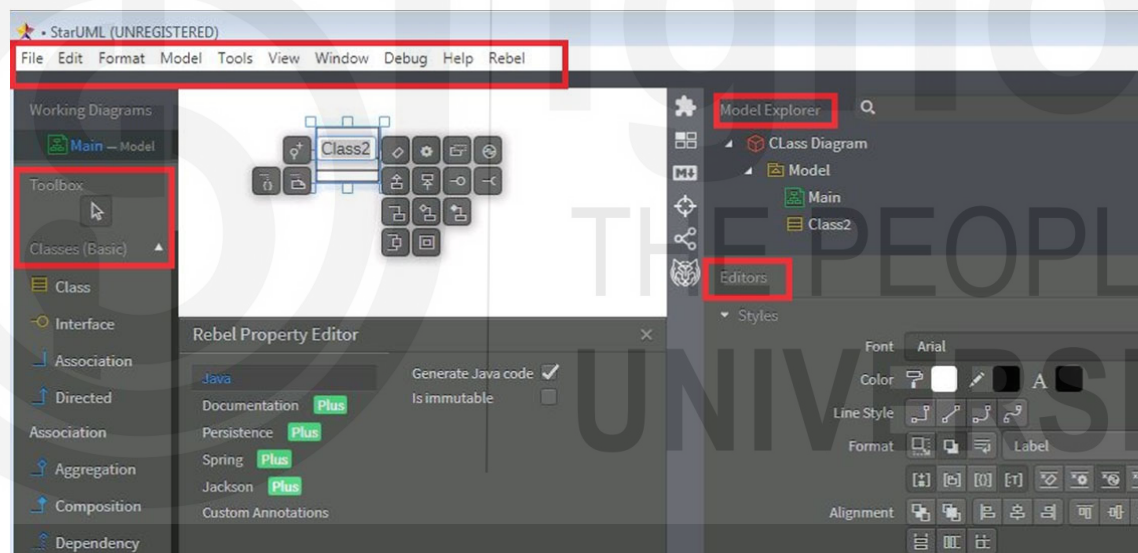 StarUML (UNREGISTERED)
File Edit Format Model Tools View Window Debug Help Rebel
Working Diagrams
Main — Model
Toolbox
Classes (Basic)
Class
Interface
Association
Directed
Association
Aggregation
Composition
Dependency
Class2
Rebel Property Editor
Java
Documentation Plus
Persistence Plus
Spring Plus
Jackson Plus
Custom Annotations
Generate Java code
Is immutable
Model Explorer
CLass Diagram
Model
Main
Class2
Editors
Styles
Font Arial
Color A
Line Style
Format Label
Alignment
THE PEOPL
UNIVERSI